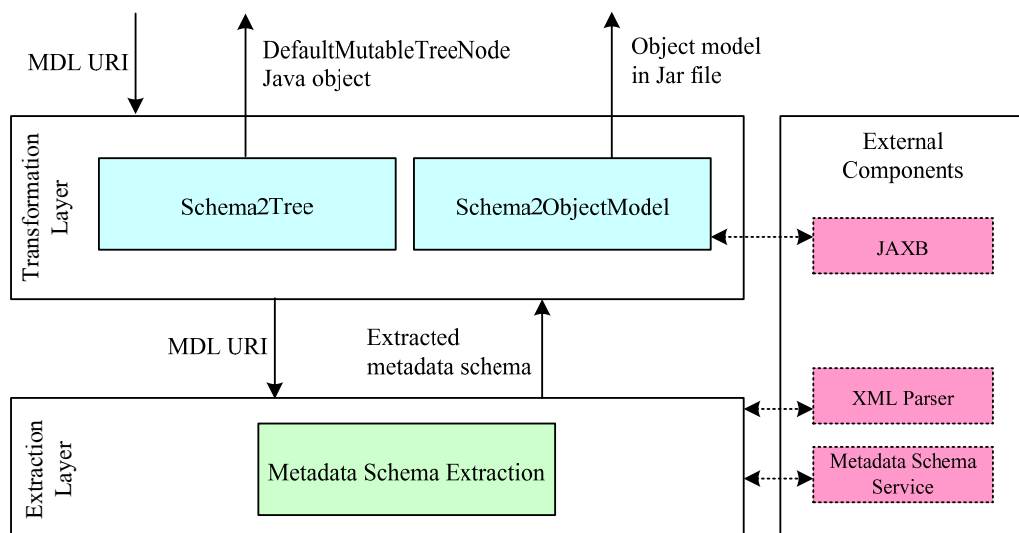 MDL URI
DefaultMutableTreeNode
Java object
Object model
in Jar file
Transformation
Layer
Schema2Tree
Schema2ObjectModel
External
Components
JAXB
MDL URI
Extracted
metadata schema
Extraction
Layer
Metadata Schema Extraction
XML Parser
Metadata Schema
Service